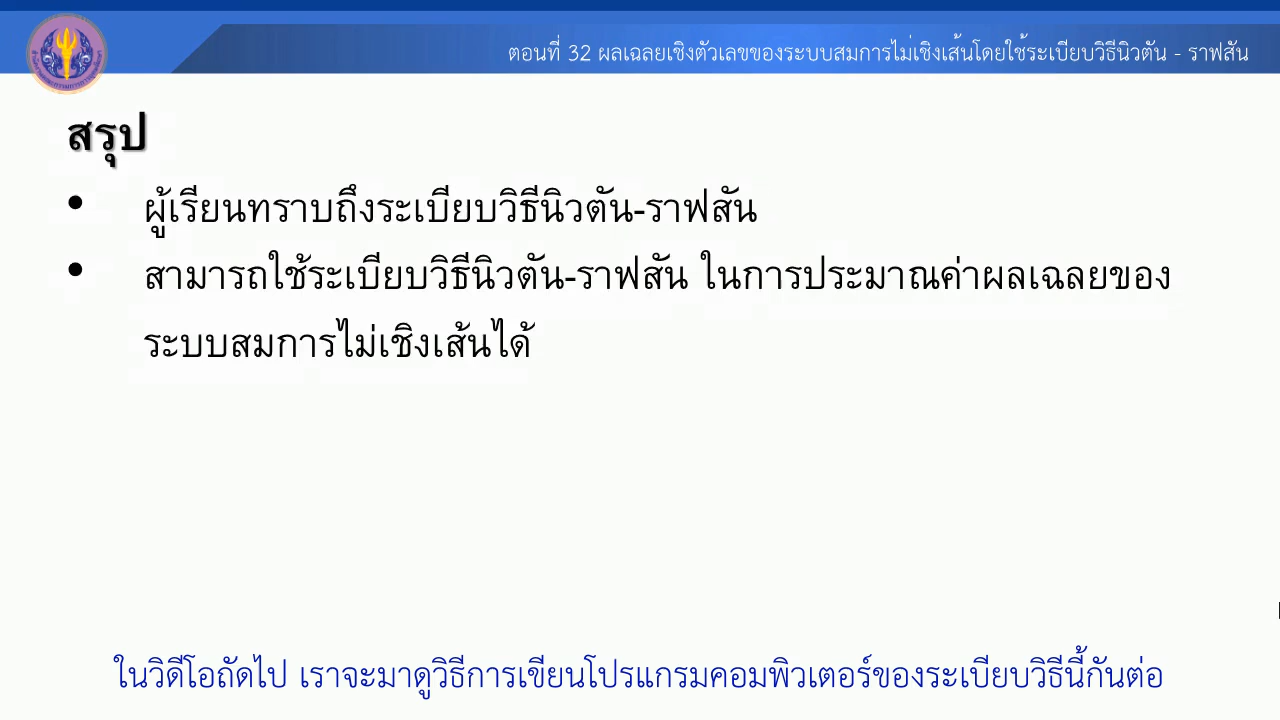 ตอนที่ 32 ผลเฉลยเชิงตัวเลขของระบบสมการไม่เชิงเส้นโดยใช้ระเบียบวิธีนิวตัน - ราฟสัน
สรุป
• ผู้เรียนทราบถึงระเบียบวิธีนิวตัน-ราฟสัน
• สามารถใช้ระเบียบวิธีนิวตัน-ราฟสัน ในการประมาณค่าผลเฉลยของ
ระบบสมการไม่เชิงเส้นได้
ในวิดีโอถัดไป เราจะมาดูวิธีการเขียนโปรแกรมคอมพิวเตอร์ของระเบียบวิธีนี้กันต่อ